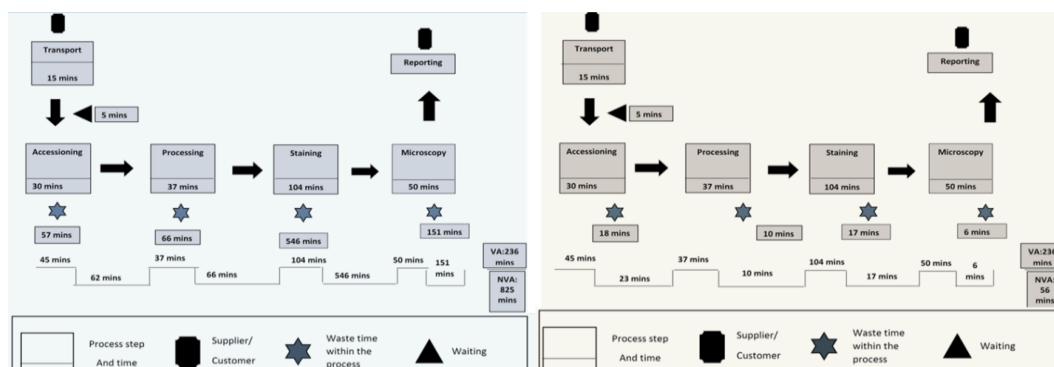 Transport
15 mins
5 mins
Reporting
Accessioning
30 mins
Processing
37 mins
Staining
104 mins
Microscopy
50 mins
57 mins
66 mins
546 mins
151 mins
45 mins
62 mins
37 mins
66 mins
104 mins
546 mins
50 mins
151
mins
VA:236
mins
NVA:
825
mins
Process step
And time
Supplier/
Customer
Waste time
within the
process
Waiting
Transport
15 mins
5 mins
Reporting
Accessioning
30 mins
Processing
37 mins
Staining
104 mins
Microscopy
50 mins
18 mins
10 mins
17 mins
6 mins
45 mins
23 mins
37 mins
10 mins
104 mins
17 mins
50 mins
6
mins
VA:236
mins
NVA:
56
mins
Process step
And time
Supplier/
Customer
Waste time
within the
process
Waiting